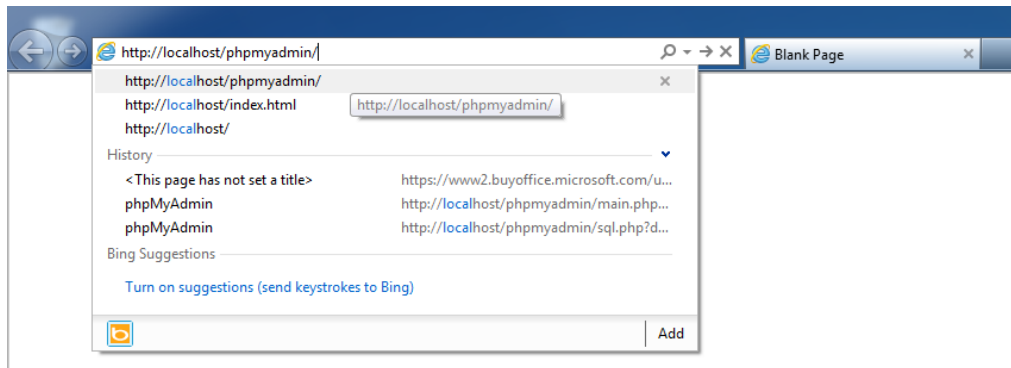 http://localhost/phpmyadmin/
Blank Page
http://localhost/phpmyadmin/
http://localhost/index.html
http://localhost/phpmyadmin/
http://localhost/
History
<This page has not set a title> https://www2.buyoffice.microsoft.com/u...
phpMyAdmin http://localhost/phpmyadmin/main.php...
phpMyAdmin http://localhost/phpmyadmin/sql.php?d...
Bing Suggestions
Turn on suggestions (send keystrokes to Bing)
Add